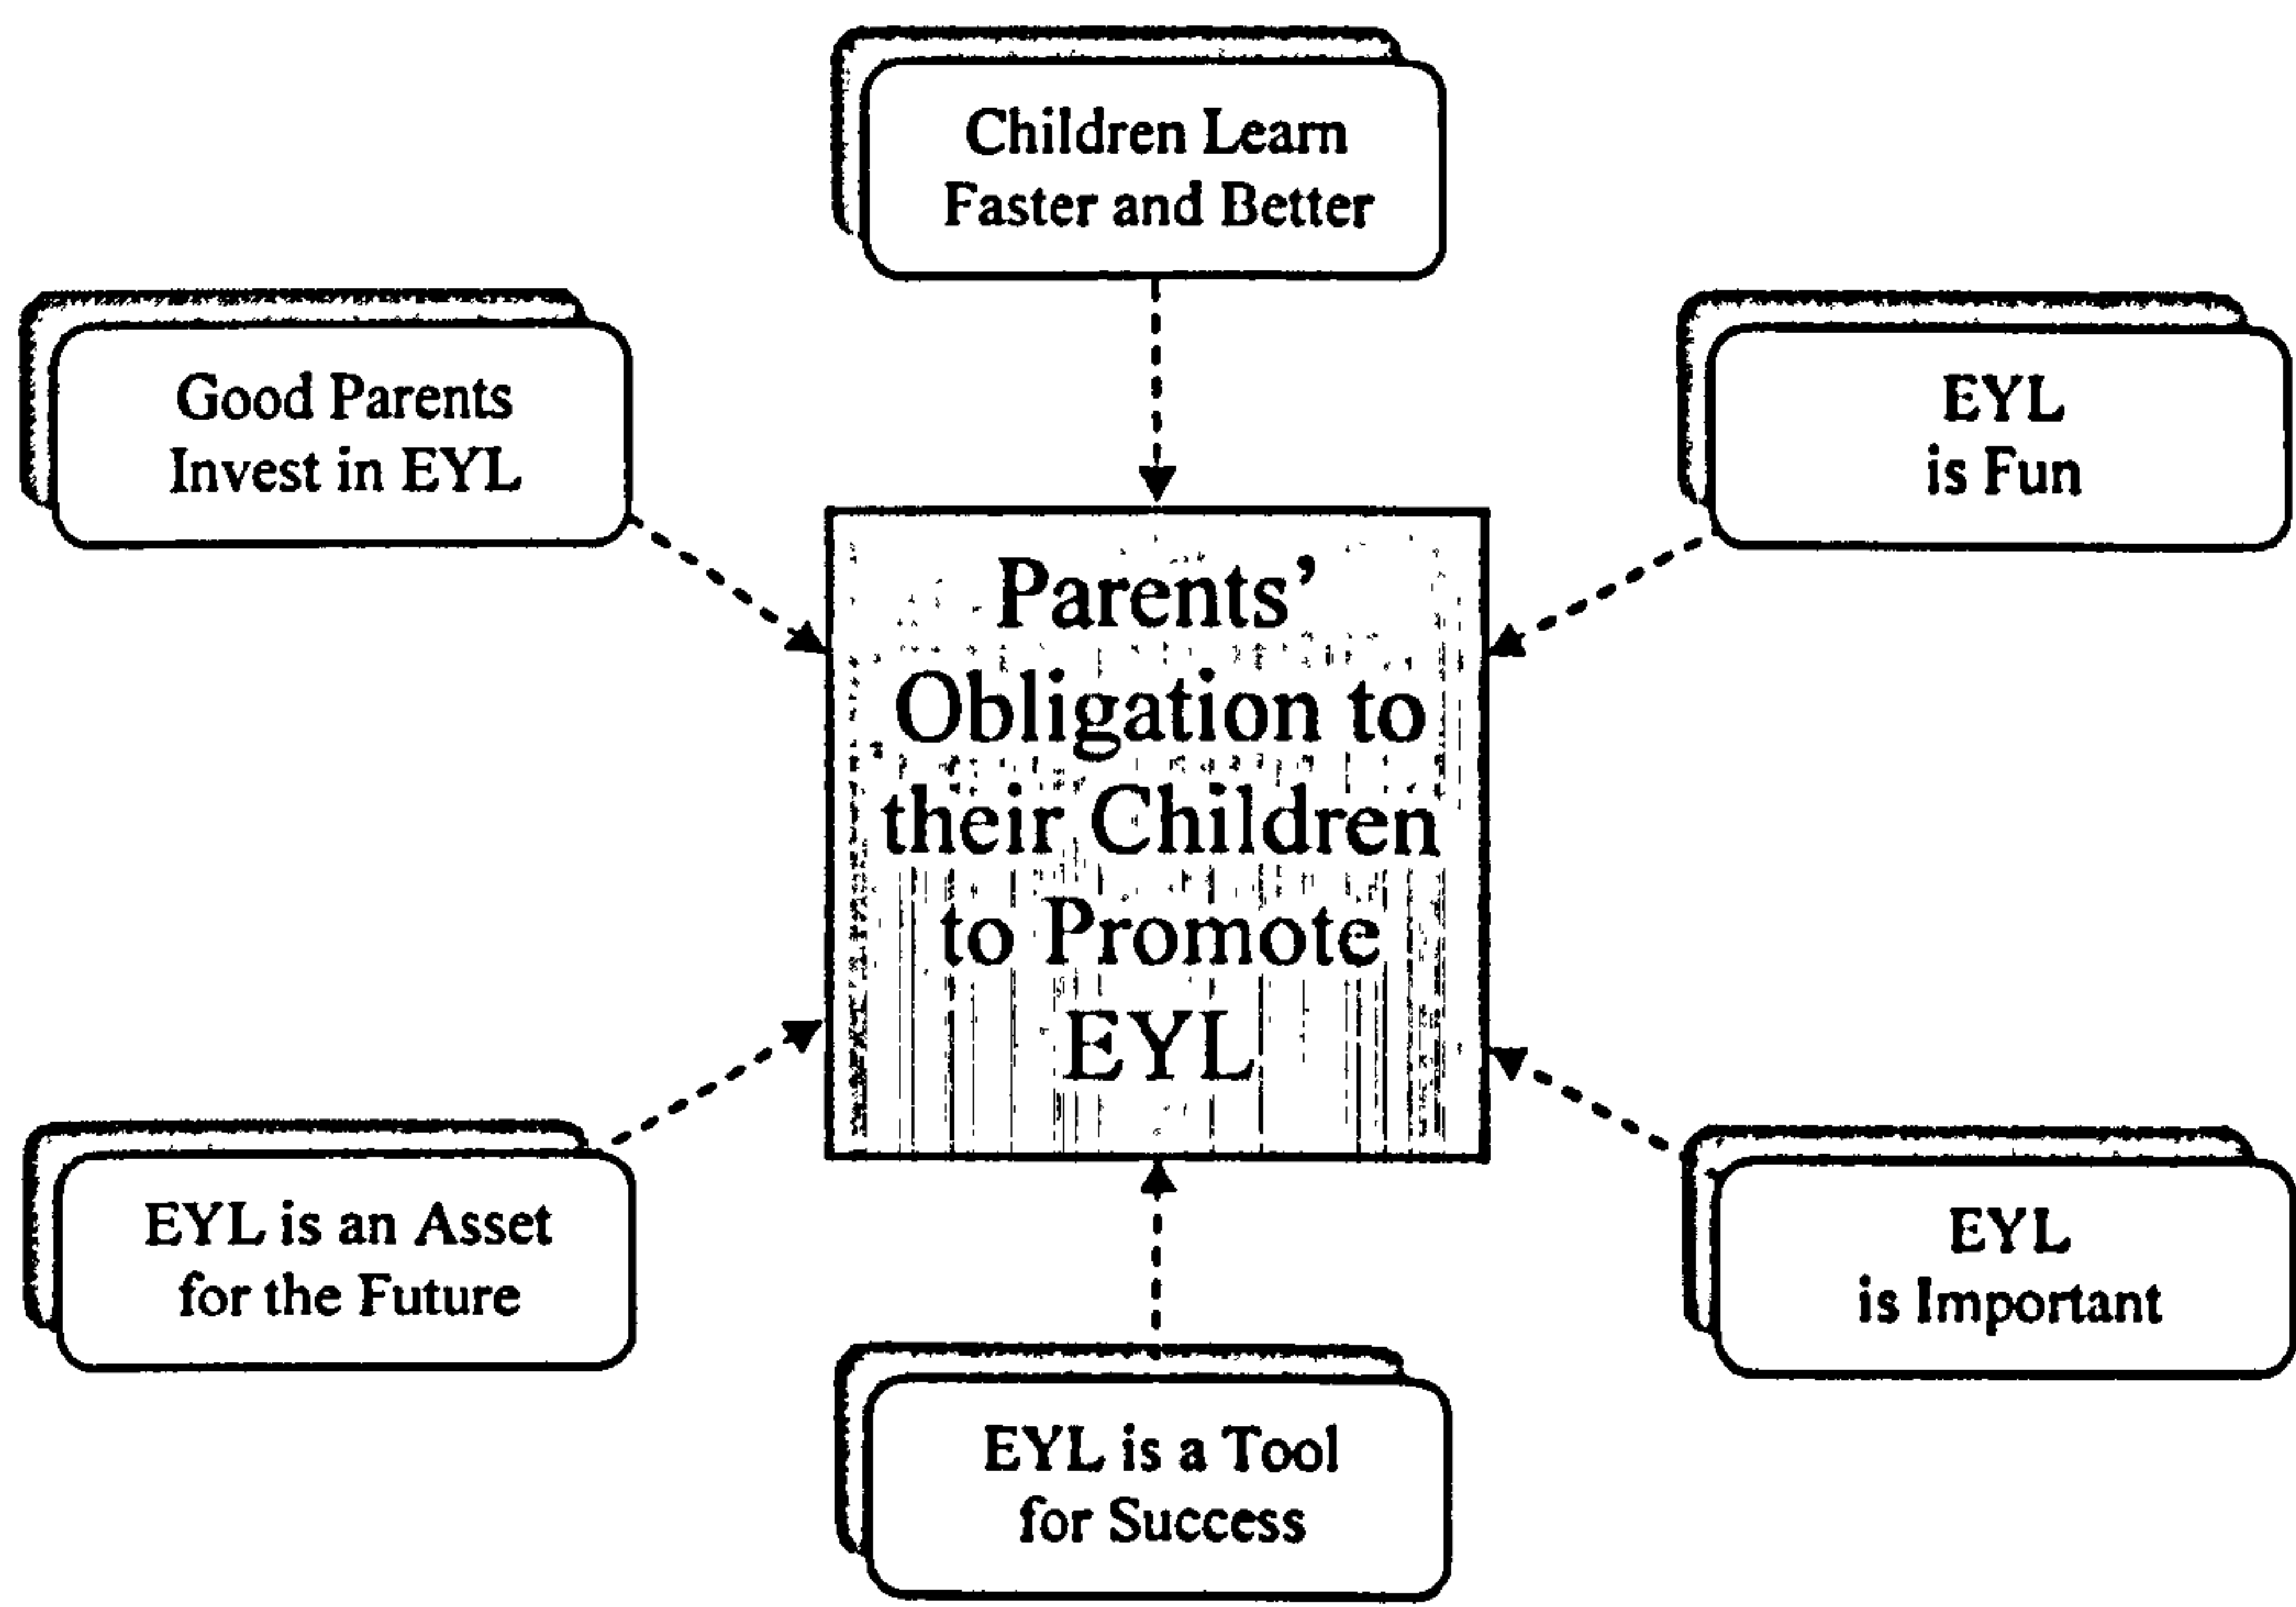 Children Learn
Faster and Better
Good Parents
Invest in EYL
EYL
is Fun
Parents’
Obligation to
their Children
to Promote
EYL
EYL is an Asset
for the Future
EYL
is Important
EYL is a Tool
for Success